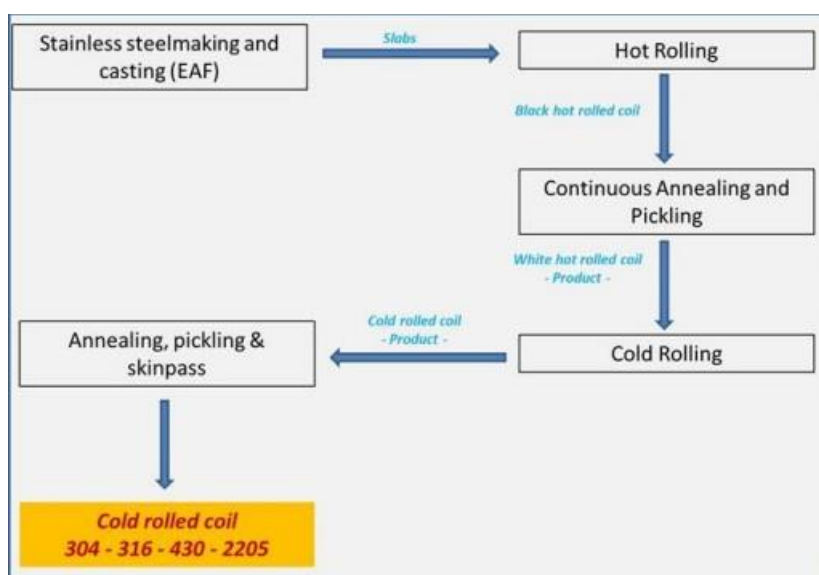 Stainless steelmaking and
casting (EAF)
Slabs
Hot Rolling
Black hot rolled coil
Continuous Annealing and
Pickling
White hot rolled coil
- Product -
Cold Rolling
Cold rolled coil
- Product -
Annealing, pickling &
skinpass
Cold rolled coil
304 - 316 - 430 - 2205